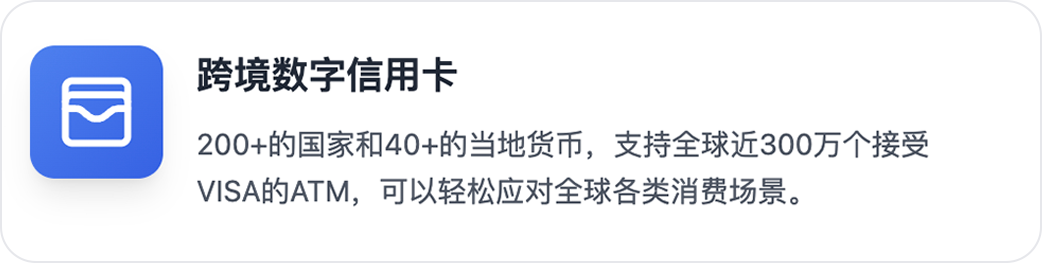 跨境数字信用卡
200+的国家和40+的当地货币，支持全球近300万个接受
VISA的ATM，可以轻松应对全球各类消费场景。